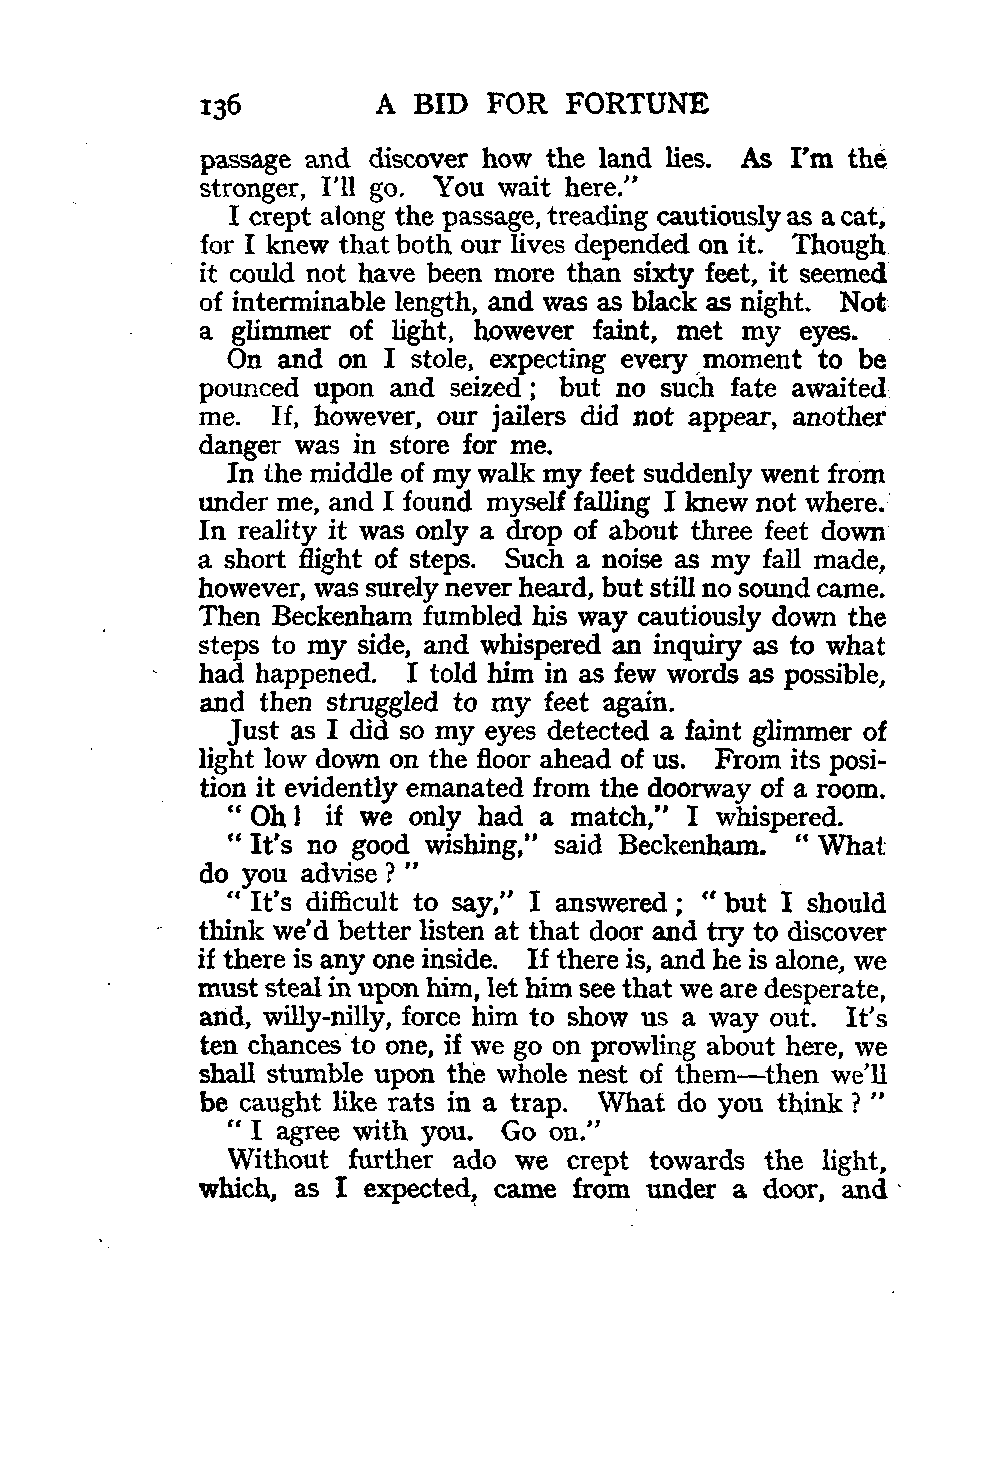 136 A BID FOR FORTUNE
passage and discover how the land lies. As I'm the
stronger, I'll go. You wait here."
I crept along the passage, treading cautiously as a cat,
for I knew that both our lives depended on it. Though
it could not have been more than sixty feet, it seemed
of interminable length, and was as black as night. Not
a glimmer of light, however faint, met my eyes.
On and on I stole, expecting every moment to be
pounced upon and seized ; but no such fate awaited
me. If, however, our jailers did not appear, another
danger was in store for me.
In the middle of my walk my feet suddenly went from
under me, and I found myself falling I knew not where.
In reality it was only a drop of about three feet down
a short flight of steps. Such a noise as my fall made,
however, was surely never heard, but still no sound came.
Then Beckenham fumbled his way cautiously down the
steps to my side, and whispered an inquiry as to what
had happened. I told him in as few words as possible,
and then struggled to my feet again.
Just as I did so my eyes detected a faint glimmer of
light low down on the floor ahead of us. From its posi-
tion it evidently emanated from the doorway of a room.
" Oh ! if we only had a match," I whispered.
" It's no good wishing," said Beckenham. " What
do you advise ? "
" It's difficult to say," I answered ; " but I should
think we'd better listen at that door and try to discover
if there is any one inside. If there is, and he is alone, we
must steal in upon him, let him see that we are desperate,
and, willy-nilly, force him to show us a way out. It's
ten chances to one, if we go on prowling about here, we
shall stumble upon the whole nest of them—then we'll
be caught like rats in a trap. What do you think ? "
" I agree with you. Go on."
Without further ado we crept towards the light,
which, as I expected, came from under a door, and